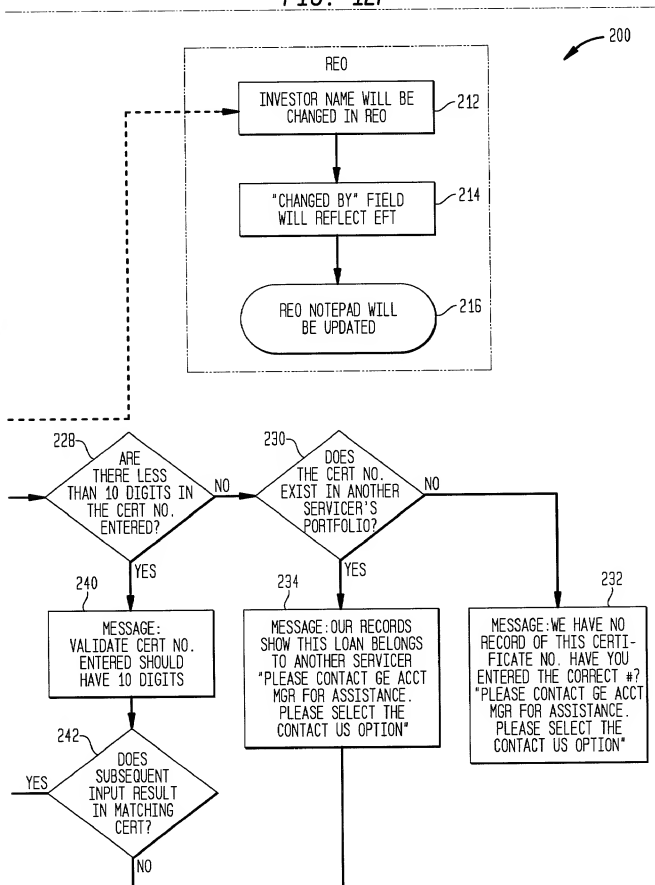 FIG. 12F
200
REO
INVESTOR NAME WILL BE
CHANGED IN REO
212
"CHANGED BY" FIELD
WILL REFLECT EFT
214
REO NOTEPAD WILL
BE UPDATED
216
228
ARE
THERE LESS
THAN 10 DIGITS IN
THE CERT NO.
ENTERED?
NO
YES
230
DOES
THE CERT NO.
EXIST IN ANOTHER
SERVICER'S
PORTFOLIO?
NO
YES
240
MESSAGE:
VALIDATE CERT NO.
ENTERED SHOULD
HAVE 10 DIGITS
234
MESSAGE:OUR RECORDS
SHOW THIS LOAN BELONGS
TO ANOTHER SERVICER
"PLEASE CONTACT GE ACCT
MGR FOR ASSISTANCE.
PLEASE SELECT THE
CONTACT US OPTION"
232
MESSAGE:WE HAVE NO
RECORD OF THIS CERTI-
FICATE NO. HAVE YOU
ENTERED THE CORRECT #?
"PLEASE CONTACT GE ACCT
MGR FOR ASSISTANCE.
PLEASE SELECT THE
CONTACT US OPTION"
242
DOES
SUBSEQUENT
INPUT RESULT
IN MATCHING
CERT?
YES
NO